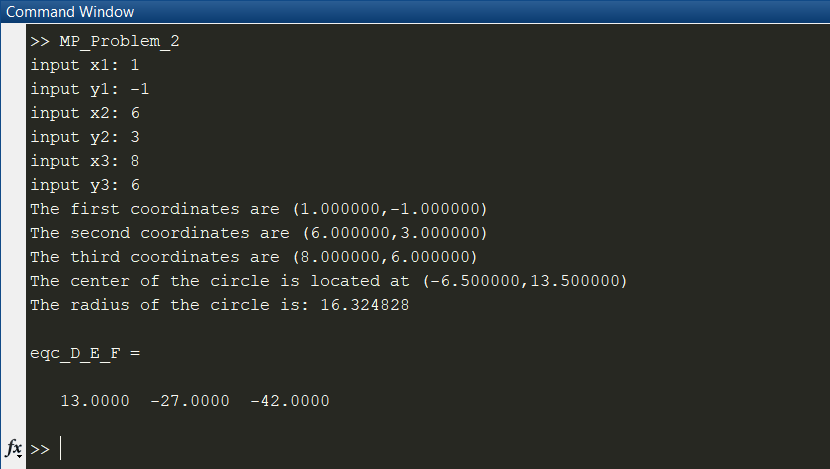 Command Window
>> MP_Problem_2
input x1: 1
input y1: -1
input x2: 6
input y2: 3
input x3: 8
input y3: 6
The first coordinates are (1.000000,-1.000000)
The second coordinates are (6.000000,3.000000)
The third coordinates are (8.000000,6.000000)
The center of the circle is located at (-6.500000,13.500000)
The radius of the circle is: 16.324828
eqc_D_E_F =
13.0000  -27.0000  -42.0000
fx >>